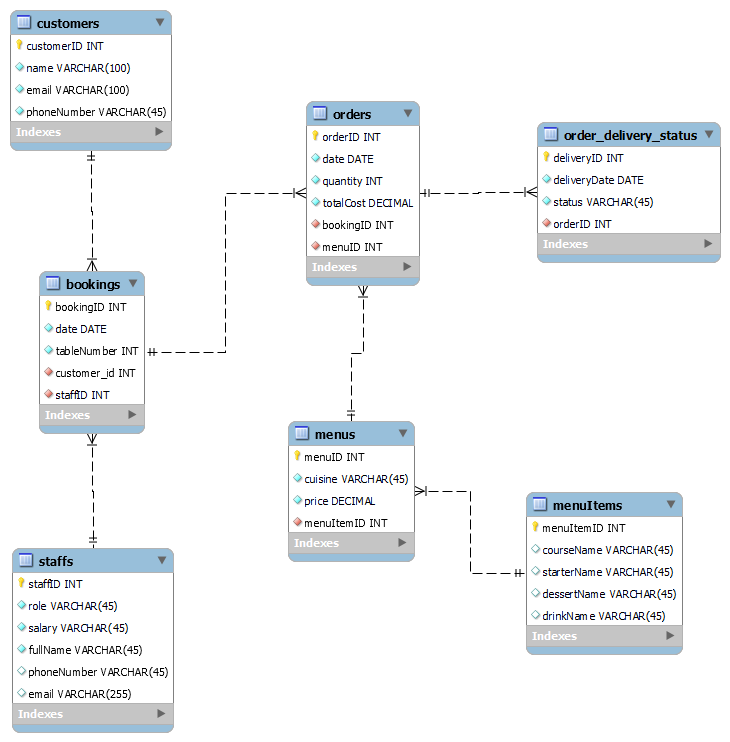 customers
customerID INT
name VARCHAR(100)
email VARCHAR(100)
phoneNumber VARCHAR(45)
Indexes
orders
orderID INT
date DATE
quantity INT
totalCost DECIMAL
bookingID INT
menuID INT
Indexes
order_delivery_status
deliveryID INT
deliveryDate DATE
status VARCHAR(45)
orderID INT
Indexes
bookings
bookingID INT
date DATE
tableNumber INT
customer_id INT
staffID INT
Indexes
menus
menuID INT
cuisine VARCHAR(45)
price DECIMAL
menuItemID INT
Indexes
menuItems
menuItemID INT
courseName VARCHAR(45)
starterName VARCHAR(45)
dessertName VARCHAR(45)
drinkName VARCHAR(45)
Indexes
staffs
staffID INT
role VARCHAR(45)
salary VARCHAR(45)
fullName VARCHAR(45)
phoneNumber VARCHAR(45)
email VARCHAR(255)
Indexes